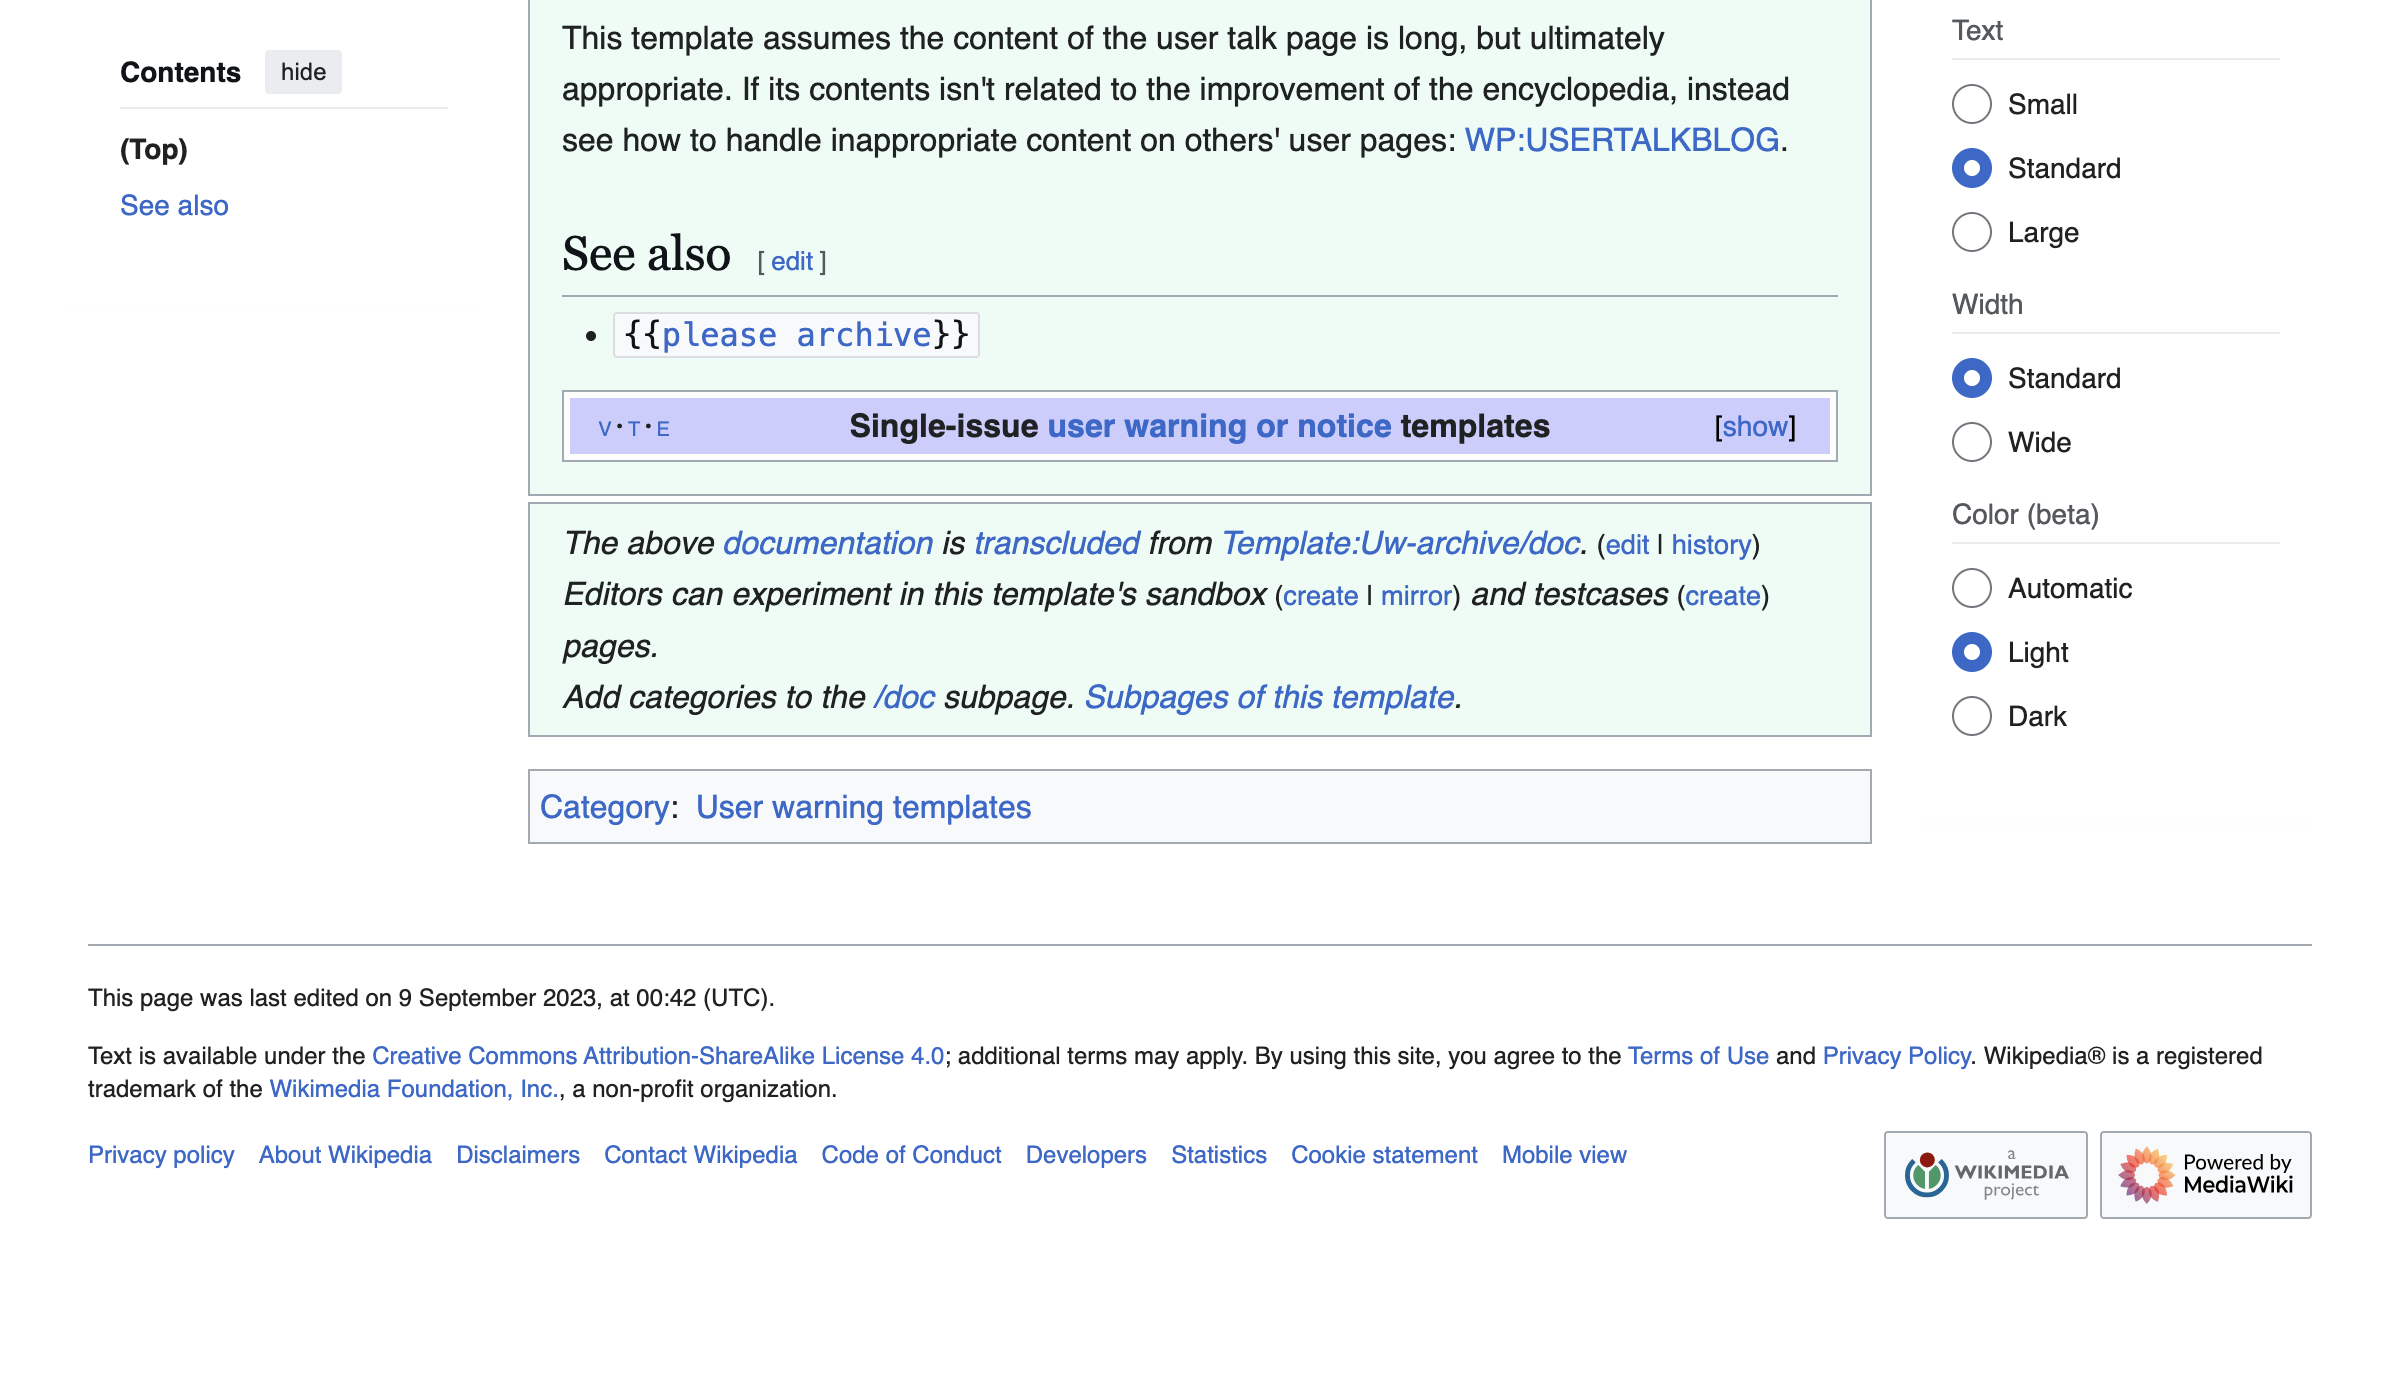 Contents hide
(Top)
See also
This template assumes the content of the user talk page is long, but ultimately
appropriate. If its contents isn't related to the improvement of the encyclopedia, instead
see how to handle inappropriate content on others' user pages: WP:USERTALKBLOG.
See also [ edit ]
• {{please archive}}
V · T · E Single-issue user warning or notice templates [show]
The above documentation is transcluded from Template:Uw-archive/doc. (edit | history)
Editors can experiment in this template's sandbox (create | mirror) and testcases (create)
pages.
Add categories to the /doc subpage. Subpages of this template.
Category: User warning templates
Text
Small
Standard
Large
Width
Standard
Wide
Color (beta)
Automatic
Light
Dark
This page was last edited on 9 September 2023, at 00:42 (UTC).
Text is available under the Creative Commons Attribution-ShareAlike License 4.0; additional terms may apply. By using this site, you agree to the Terms of Use and Privacy Policy. Wikipedia® is a registered
trademark of the Wikimedia Foundation, Inc., a non-profit organization.
Privacy policy About Wikipedia Disclaimers Contact Wikipedia Code of Conduct Developers Statistics Cookie statement Mobile view
a
WIKIMEDIA
project
Powered by
MediaWiki